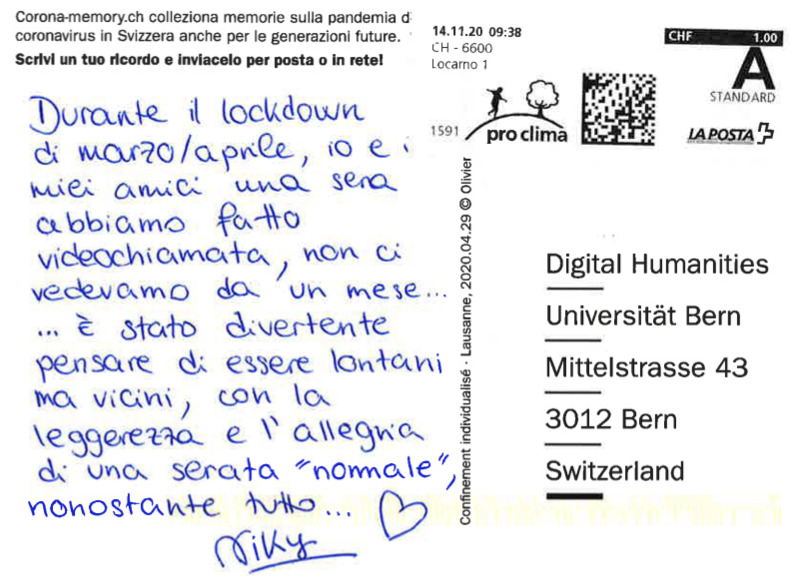 Corona-memory.ch colleziona memorie sulla pandemia d
coronavirus in Svizzera anche per le generazioni future.
Scrivi un tuo ricordo e inviacelo per posta o in rete!
Durante il lockdown
di marzo/aprile, io e i
miei amici una sera
abbiamo fatto
videochiamata, non ci
vedevamo da un mese...
... È stato divertente
pensare di essere lontani
ma vicini, con la
leggerezza e l'allegria
di una serata "normale",
nonostante tutto...
Niky
14.11.20 09:38
CH - 6600
Locarno 1
CHF 1.00
A
STANDARD
1591
pro clima
LA POSTA
Confinement individualisé · Lausanne, 2020.04.29 © Olivier
Digital Humanities
Universität Bern
Mittelstrasse 43
3012 Bern
Switzerland